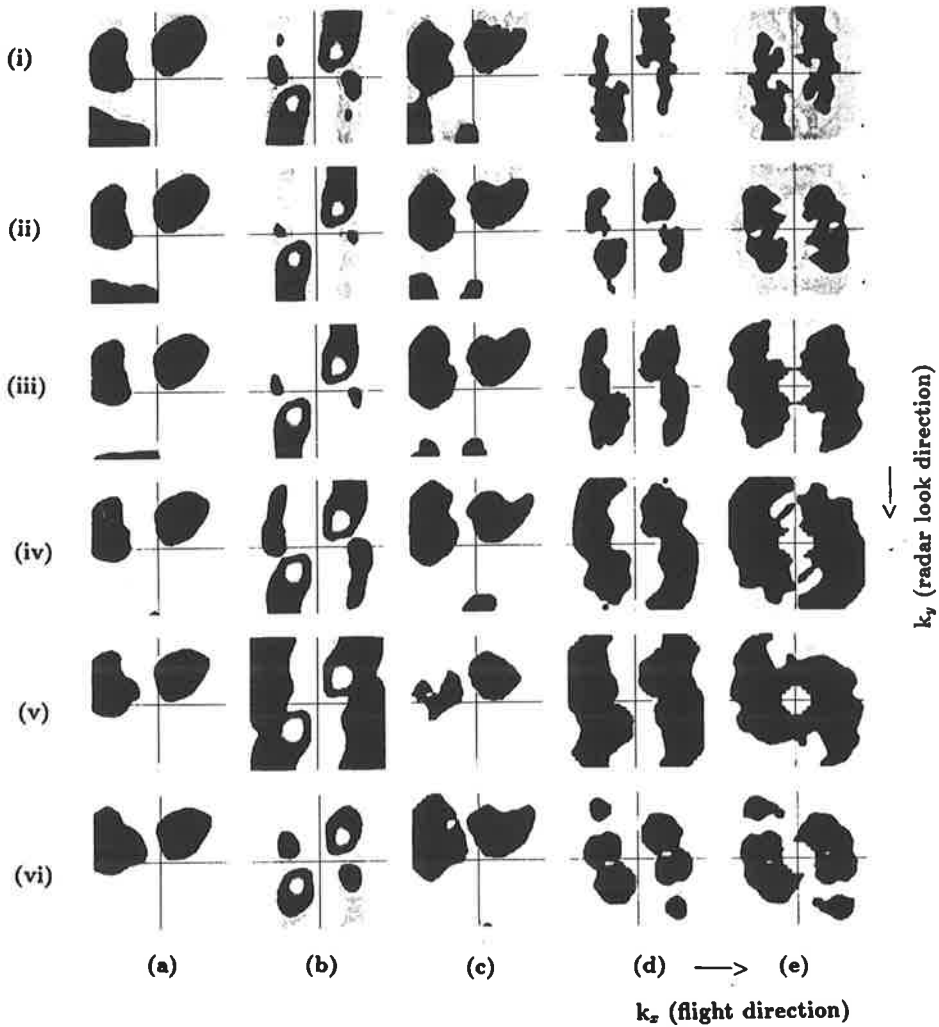 (i)
(ii)
(iii)
(iv)
(v)
(vi)
(a) (b) (c) (d) (e)
k_x (flight direction)
k_y (radar look direction)